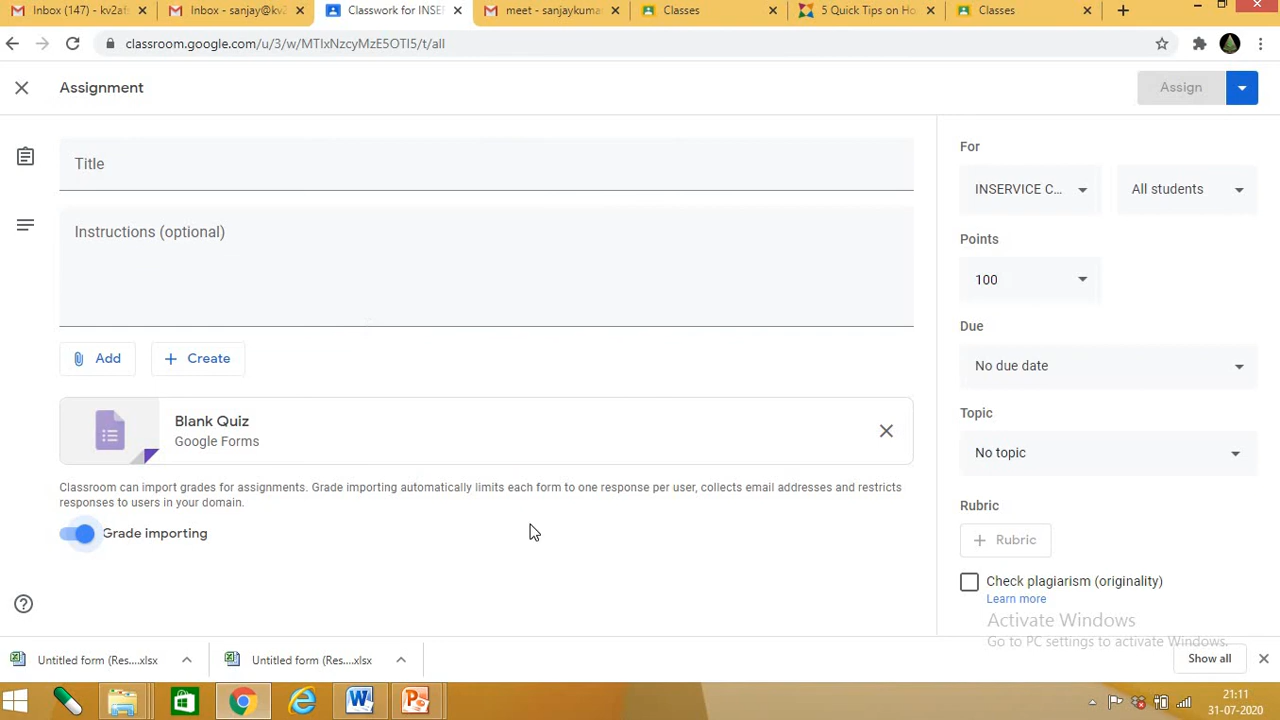 Inbox (147) - kv2af
Inbox - sanjay@kv2
Classwork for INSE
meet - sanjaykuma
Classes
5 Quick Tips on Ho
Classes
classroom.google.com/u/3/w/MTIxNzcyMzE5OTI5/t/all
Assignment
Assign
Title
Instructions (optional)
Add
Create
Blank Quiz
Google Forms
Classroom can import grades for assignments. Grade importing automatically limits each form to one response per user, collects email addresses and restricts
responses to users in your domain.
Grade importing
For
INSERVICE C...
All students
Points
100
Due
No due date
Topic
No topic
Rubric
Rubric
Check plagiarism (originality)
Learn more
Activate Windows
Go to PC settings to activate Windows.
Untitled form (Res....xlsx
Untitled form (Res....xlsx
Show all
21:11
31-07-2020